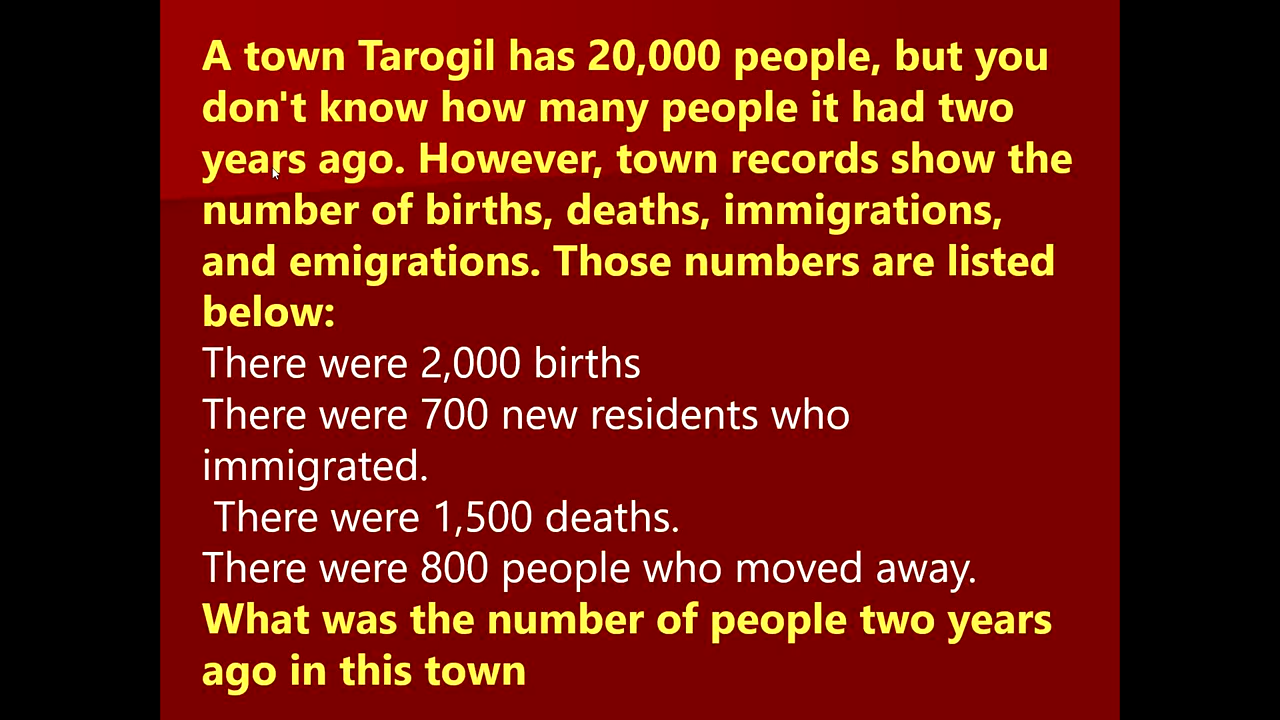 A town Tarogil has 20,000 people, but you
don't know how many people it had two
years ago. However, town records show the
number of births, deaths, immigrations,
and emigrations. Those numbers are listed
below:
There were 2,000 births
There were 700 new residents who
immigrated.
There were 1,500 deaths.
There were 800 people who moved away.
What was the number of people two years
ago in this town